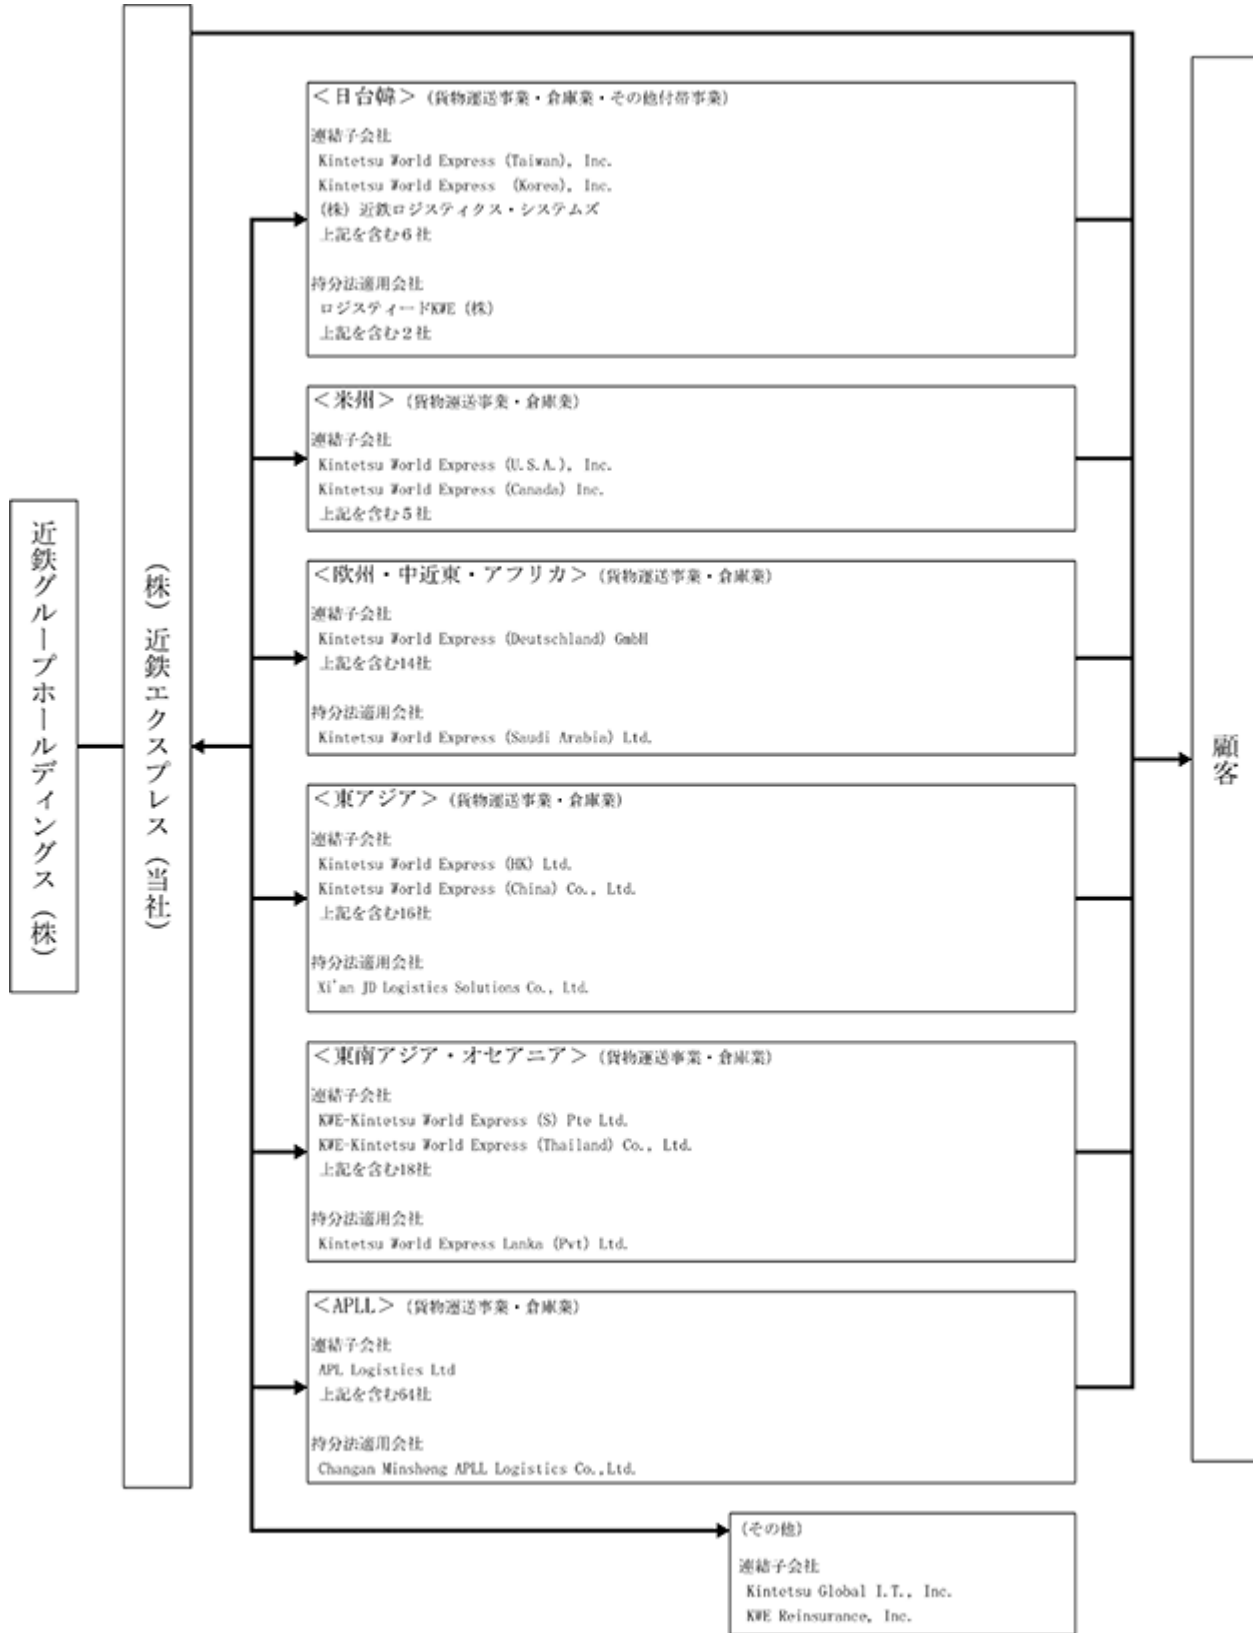 近鉄グループホールディングス（株）
（株）近鉄エクスプレス（当社）
＜日台韓＞（貨物運送事業・倉庫業・その他付帯事業）
連結子会社
Kintetsu World Express (Taiwan), Inc.
Kintetsu World Express (Korea), Inc.
（株）近鉄ロジスティクス・システムズ
上記を含む６社
持分法適用会社
ロジスティードKWE（株）
上記を含む２社
＜米州＞（貨物運送事業・倉庫業）
連結子会社
Kintetsu World Express (U.S.A.), Inc.
Kintetsu World Express (Canada) Inc.
上記を含む５社
＜欧州・中近東・アフリカ＞（貨物運送事業・倉庫業）
連結子会社
Kintetsu World Express (Deutschland) GmbH
上記を含む14社
持分法適用会社
Kintetsu World Express (Saudi Arabia) Ltd.
＜東アジア＞（貨物運送事業・倉庫業）
連結子会社
Kintetsu World Express (HK) Ltd.
Kintetsu World Express (China) Co., Ltd.
上記を含む16社
持分法適用会社
Xi'an JD Logistics Solutions Co., Ltd.
＜東南アジア・オセアニア＞（貨物運送事業・倉庫業）
連結子会社
KWE-Kintetsu World Express (S) Pte Ltd.
KWE-Kintetsu World Express (Thailand) Co., Ltd.
上記を含む18社
持分法適用会社
Kintetsu World Express Lanka (Pvt) Ltd.
＜APLL＞（貨物運送事業・倉庫業）
連結子会社
APL Logistics Ltd
上記を含む64社
持分法適用会社
Changan Minsheng APLL Logistics Co.,Ltd.
（その他）
連結子会社
Kintetsu Global I.T., Inc.
KWE Reinsurance, Inc.
顧客